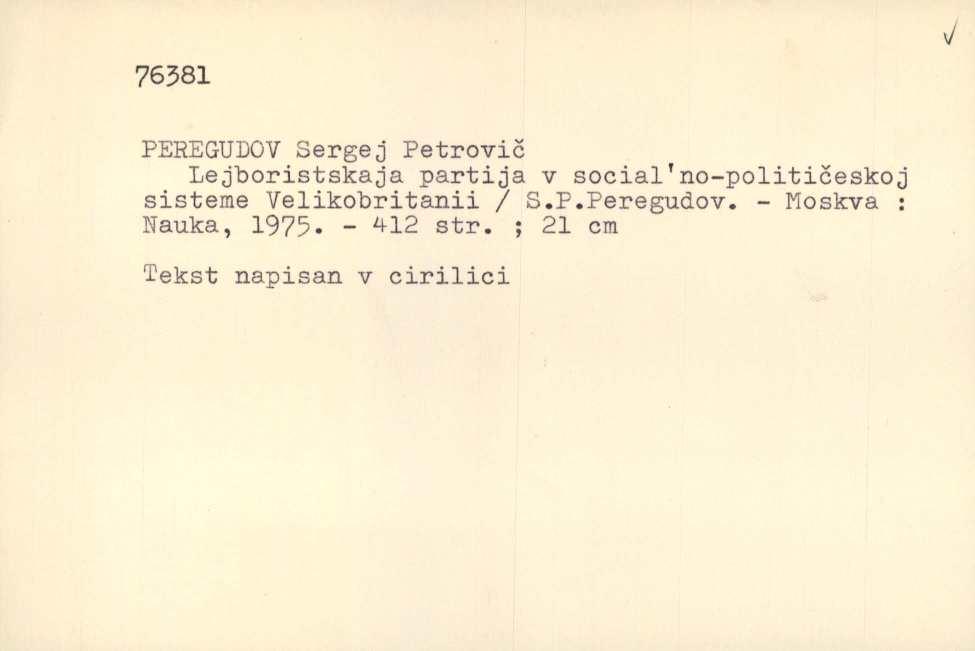 76381
PEREGUDOV Sergej Petrovič
Lejboristskaja partija v social'no-političeskoj
sisteme Velikobritanii / S.P.Peregudov. - Moskva :
Nauka, 1975. - 412 str. ; 21 cm
Tekst napisan v cirilici